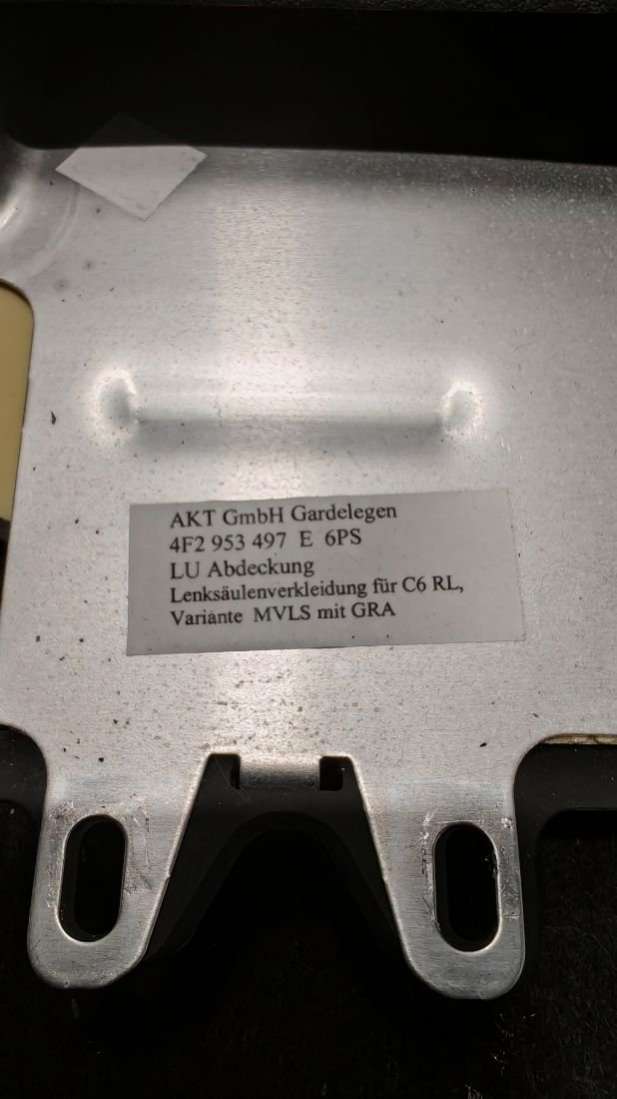 AKT GmbH Gardelegen
4F2 953 497 E 6PS
LU Abdeckung
Lenksäulenverkleidung für C6 RL,
Variante MVLS mit GRA